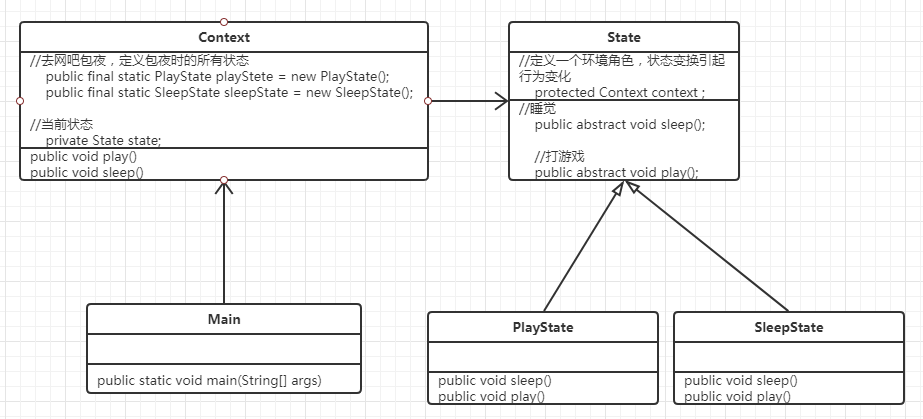 Context
//去网吧包夜，定义包夜时的所有状态
public final static PlayState playStete = new PlayState();
public final static SleepState sleepState = new SleepState();
//当前状态
private State state;
public void play()
public void sleep()
State
//定义一个环境角色，状态变换引起
行为变化
protected Context context ;
//睡觉
public abstract void sleep();
//打游戏
public abstract void play();
Main
public static void main(String[] args)
PlayState
public void sleep()
public void play()
SleepState
public void sleep()
public void play()